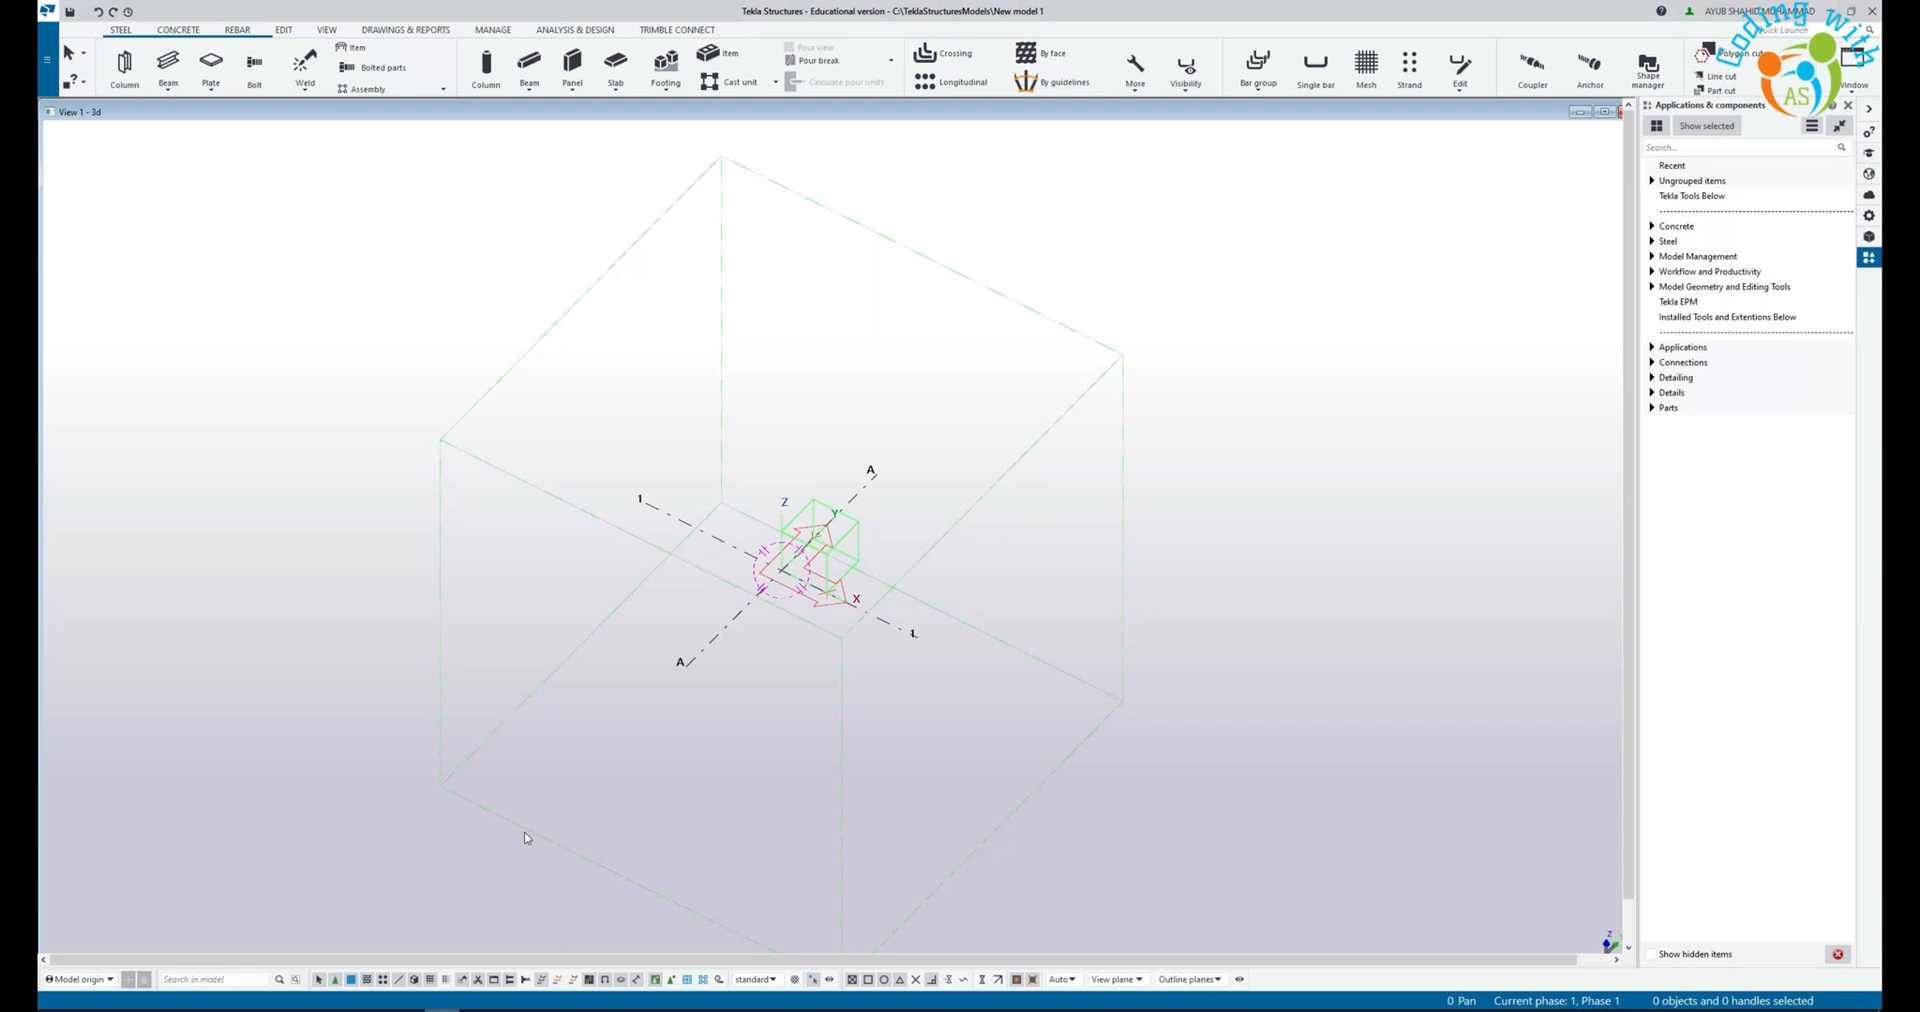 Tekla Structures - Educational version - C:\TeklaStructuresModels\New model 1
AYUB SHAHID MUHAMMAD
STEEL CONCRETE REBAR EDIT VIEW DRAWINGS & REPORTS MANAGE ANALYSIS & DESIGN TRIMBLE CONNECT
Quick Launch
Coding with
AS
Column Beam Plate Bolt Weld
Item
Bolted parts
Assembly
Column Beam Panel Slab Footing
Item
Cast unit
Pour view
Pour break
Calculate pour units
Crossing
Longitudinal
By face
By guidelines
More Visibility
Bar group Single bar Mesh Strand Edit
Coupler Anchor Shape manager
Polygon cut
Line cut
Part cut
Window
View 1 - 3d
Applications & components
Show selected
Search...
Recent
Ungrouped items
Tekla Tools Below
Concrete
Steel
Model Management
Workflow and Productivity
Model Geometry and Editing Tools
Tekla EPM
Installed Tools and Extentions Below
Applications
Connections
Detailing
Details
Parts
A
1
Z
Y
X
1
A
Z
Show hidden items
Model origin
Search in model
standard
Auto
View plane
Outline planes
0 Pan
Current phase: 1, Phase 1
0 objects and 0 handles selected